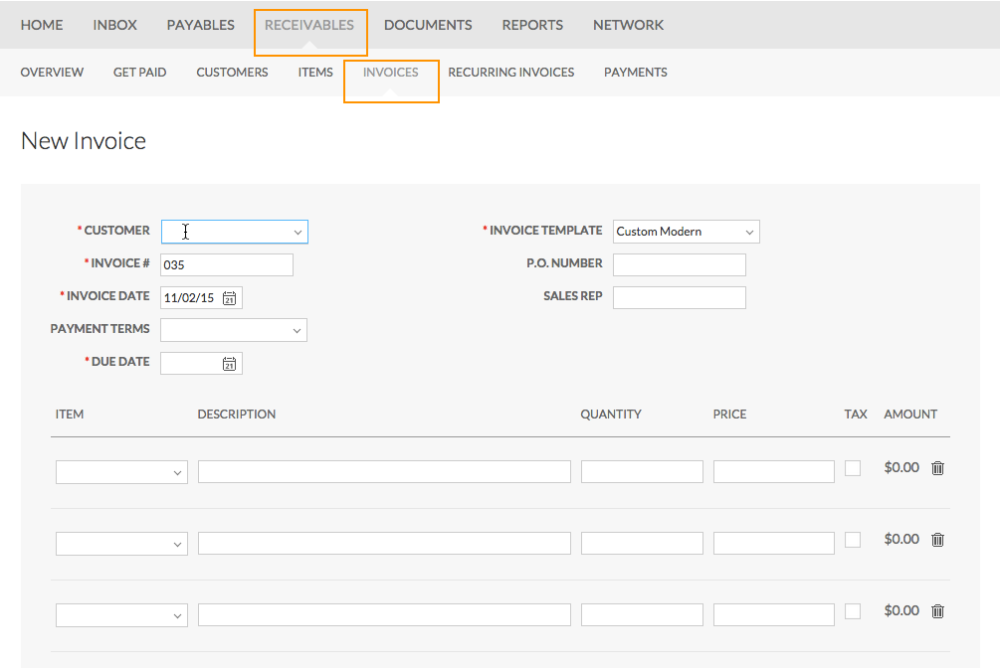 HOME INBOX PAYABLES RECEIVABLES DOCUMENTS REPORTS NETWORK
OVERVIEW GET PAID CUSTOMERS ITEMS INVOICES RECURRING INVOICES PAYMENTS
New Invoice
* CUSTOMER * INVOICE TEMPLATE Custom Modern
* INVOICE # 035 P.O. NUMBER
* INVOICE DATE 11/02/15 21 SALES REP
PAYMENT TERMS
* DUE DATE 21
ITEM DESCRIPTION QUANTITY PRICE TAX AMOUNT
$0.00
$0.00
$0.00